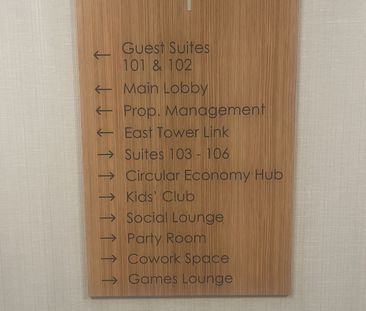 ← Guest Suites
101 & 102
← Main Lobby
← Prop. Management
← East Tower Link
→ Suites 103 - 106
→ Circular Economy Hub
→ Kids' Club
→ Social Lounge
→ Party Room
→ Cowork Space
→ Games Lounge